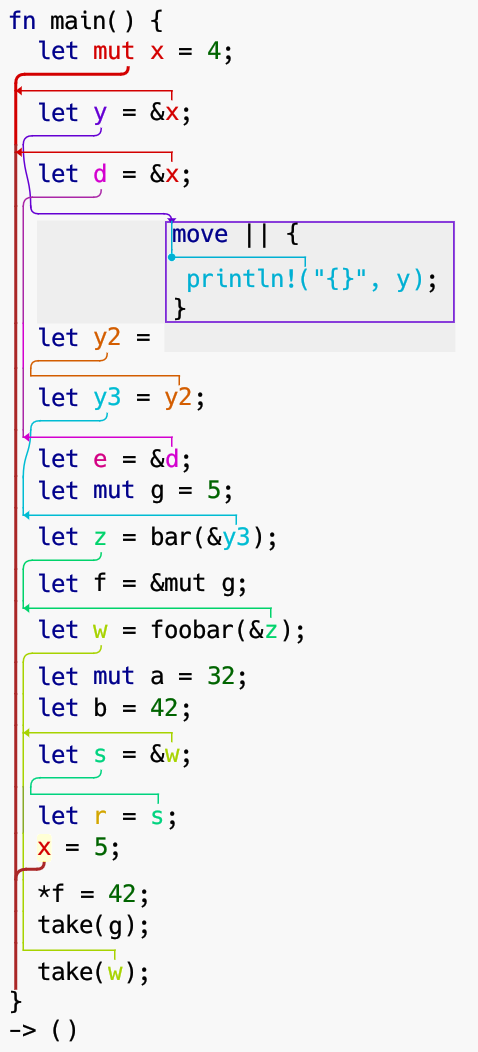 fn main() {
let mut x = 4;
let y = &x;
let d = &x;
move || {
println!("{}", y);
}
let y2 =
let y3 = y2;
let e = &d;
let mut g = 5;
let z = bar(&y3);
let f = &mut g;
let w = foobar(&z);
let mut a = 32;
let b = 42;
let s = &w;
let r = s;
x = 5;
*f = 42;
take(g);
take(w);
}
-> ()